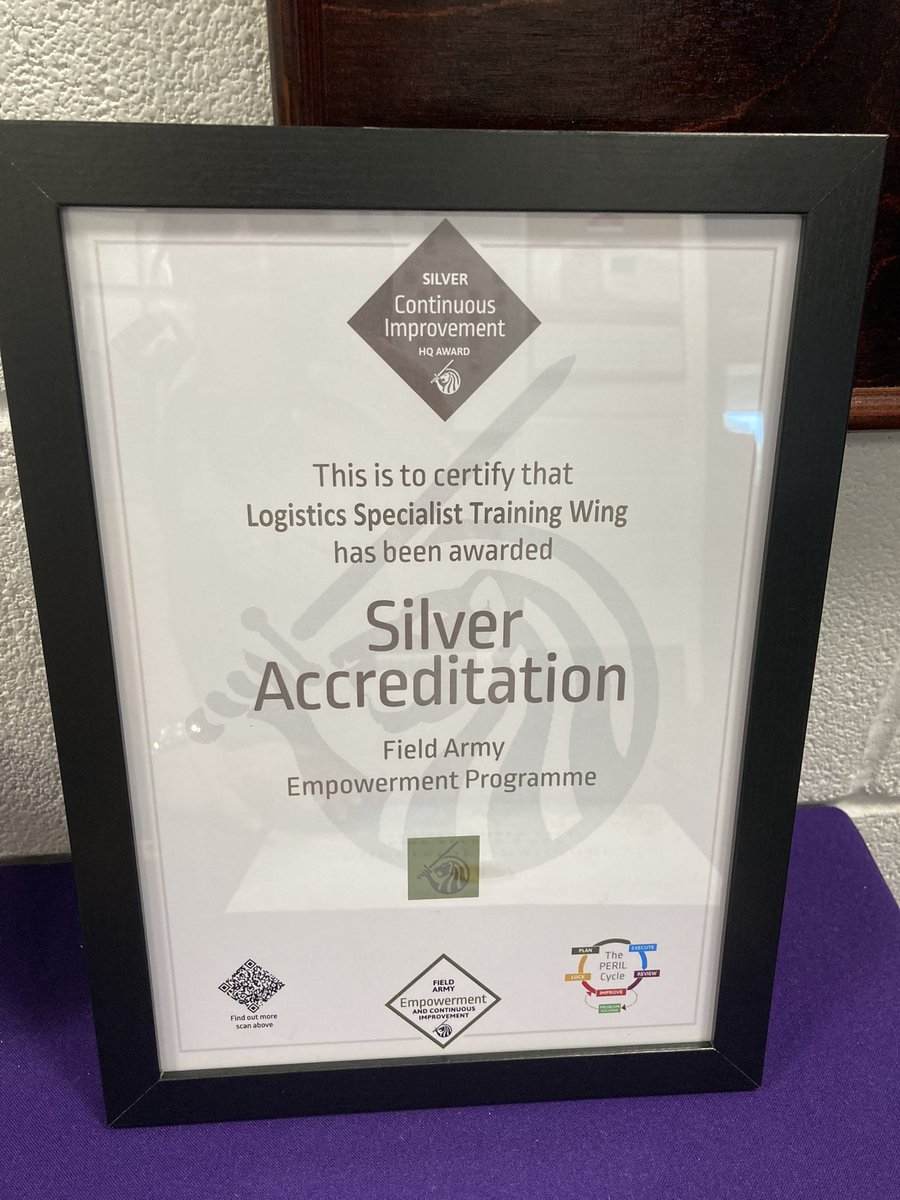 SILVER
Continuous
Improvement
HQ AWARD
This is to certify that
Logistics Specialist Training Wing
has been awarded
Silver
Accreditation
Field Army
Empowerment Programme
Find out more
scan above
FIELD
ARMY
Empowerment
AND CONTINUOUS
IMPROVEMENT
The
PERIL
Cycle
PLAN
EXECUTE
REVIEW
IMPROVE
LOCK
PROBLEM
SOLVING